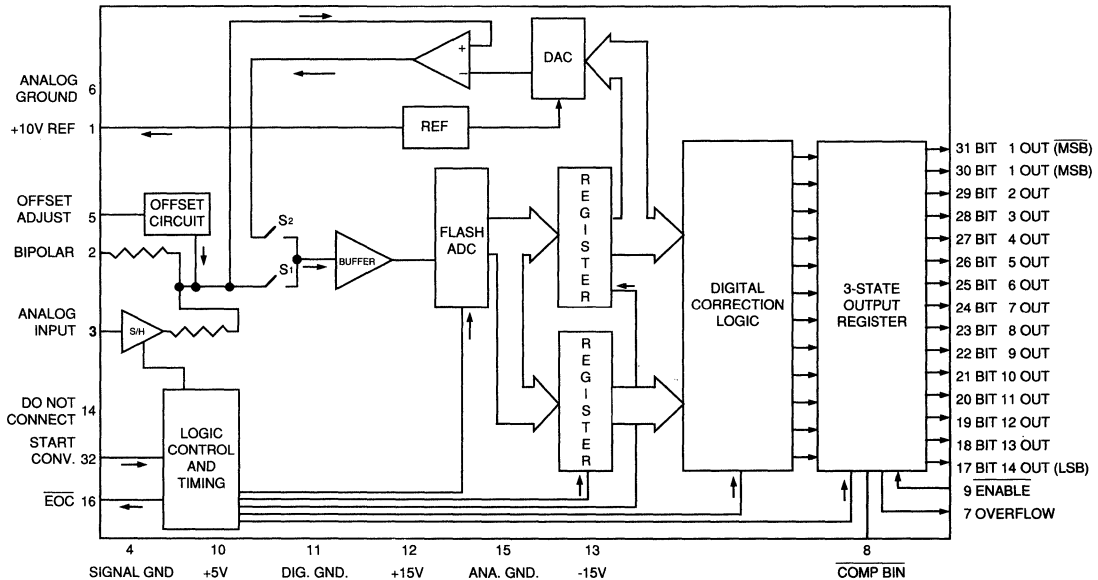 ANALOG
GROUND 6
+10V REF 1
OFFSET
ADJUST 5
BIPOLAR 2
ANALOG
INPUT 3
DO NOT
CONNECT 14
START
CONV. 32
E̅O̅C̅ 16
+
−
DAC
REF
OFFSET
CIRCUIT
S2
S1
BUFFER
FLASH
ADC
S/H
LOGIC
CONTROL
AND
TIMING
REGISTER
REGISTER
DIGITAL
CORRECTION
LOGIC
3-STATE
OUTPUT
REGISTER
31 BIT 1 OUT (M̅S̅B̅)
30 BIT 1 OUT (MSB)
29 BIT 2 OUT
28 BIT 3 OUT
27 BIT 4 OUT
26 BIT 5 OUT
25 BIT 6 OUT
24 BIT 7 OUT
23 BIT 8 OUT
22 BIT 9 OUT
21 BIT 10 OUT
20 BIT 11 OUT
19 BIT 12 OUT
18 BIT 13 OUT
17 BIT 14 OUT (LSB)
9 E̅N̅A̅B̅L̅E̅
7 OVERFLOW
4 10 11 12 15 13 8
SIGNAL GND +5V DIG. GND. +15V ANA. GND. -15V C̅O̅M̅P̅ B̅I̅N̅